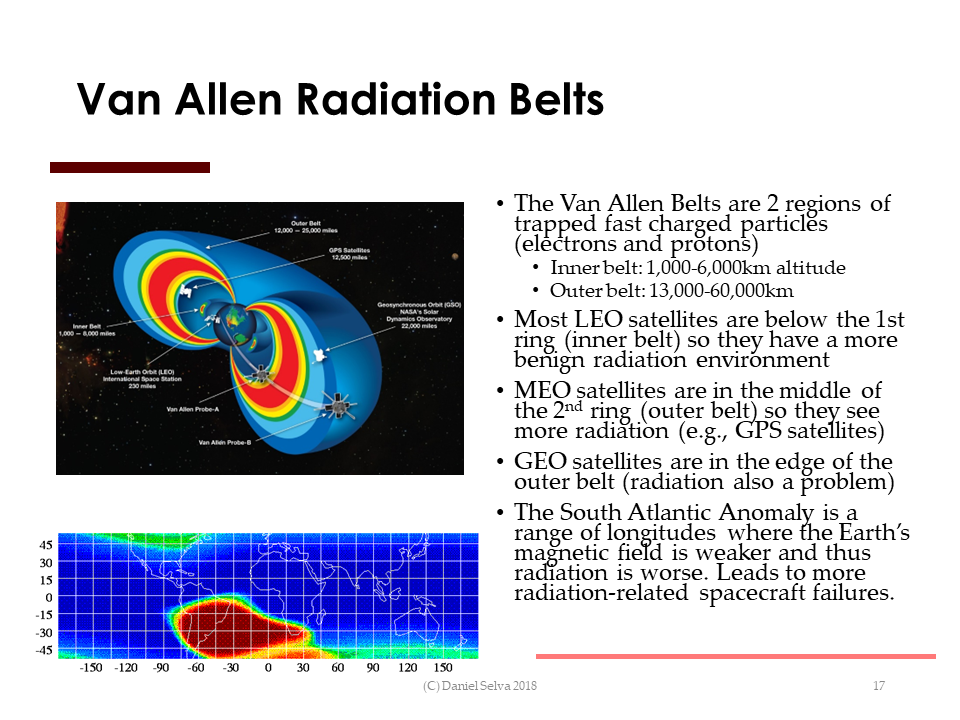 Van Allen Radiation Belts
Outer Belt
12,000 – 25,000 miles
GPS Satellites
12,500 miles
Geosynchronous Orbit (GSO)
NASA's Solar
Dynamics Observatory
22,000 miles
Inner Belt
1,000 – 8,000 miles
Low-Earth Orbit (LEO)
International Space Station
230 miles
Van Allen Probe-A
Van Allen Probe-B
• The Van Allen Belts are 2 regions of
trapped fast charged particles
(electrons and protons)
• Inner belt: 1,000-6,000km altitude
• Outer belt: 13,000-60,000km
• Most LEO satellites are below the 1st
ring (inner belt) so they have a more
benign radiation environment
• MEO satellites are in the middle of
the 2nd ring (outer belt) so they see
more radiation (e.g., GPS satellites)
• GEO satellites are in the edge of the
outer belt (radiation also a problem)
• The South Atlantic Anomaly is a
range of longitudes where the Earth's
magnetic field is weaker and thus
radiation is worse. Leads to more
radiation-related spacecraft failures.
45
30
15
0
-15
-30
-45
-150 -120 -90 -60 -30 0 30 60 90 120 150
(C) Daniel Selva 2018
17